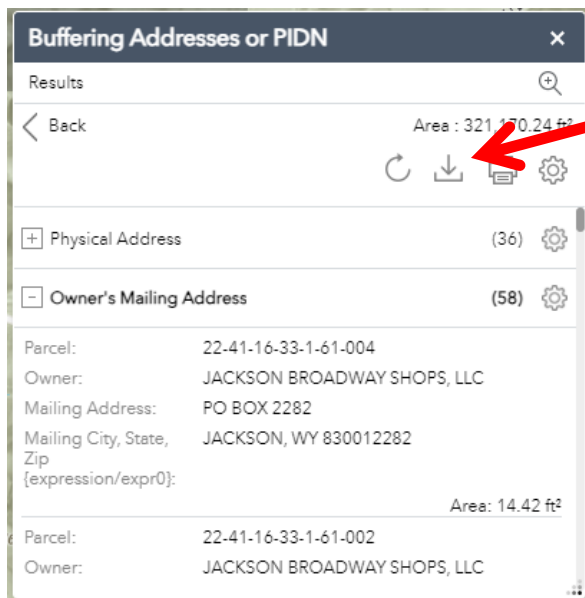 Buffering Addresses or PIDN
Results
Back Area : 321,170.24 ft²
Physical Address (36)
Owner's Mailing Address (58)
Parcel: 22-41-16-33-1-61-004
Owner: JACKSON BROADWAY SHOPS, LLC
Mailing Address: PO BOX 2282
Mailing City, State, JACKSON, WY 830012282
Zip
{expression/expr0}:
Area: 14.42 ft²
Parcel: 22-41-16-33-1-61-002
Owner: JACKSON BROADWAY SHOPS, LLC